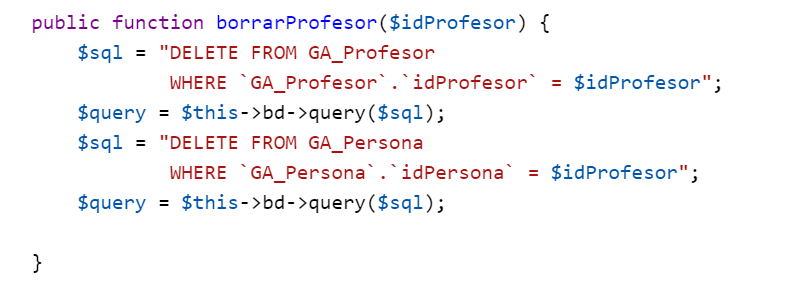 public function borrarProfesor($idProfesor) {
    $sql = "DELETE FROM GA_Profesor
            WHERE `GA_Profesor`.`idProfesor` = $idProfesor";
    $query = $this->bd->query($sql);
    $sql = "DELETE FROM GA_Persona
            WHERE `GA_Persona`.`idPersona` = $idProfesor";
    $query = $this->bd->query($sql);
}